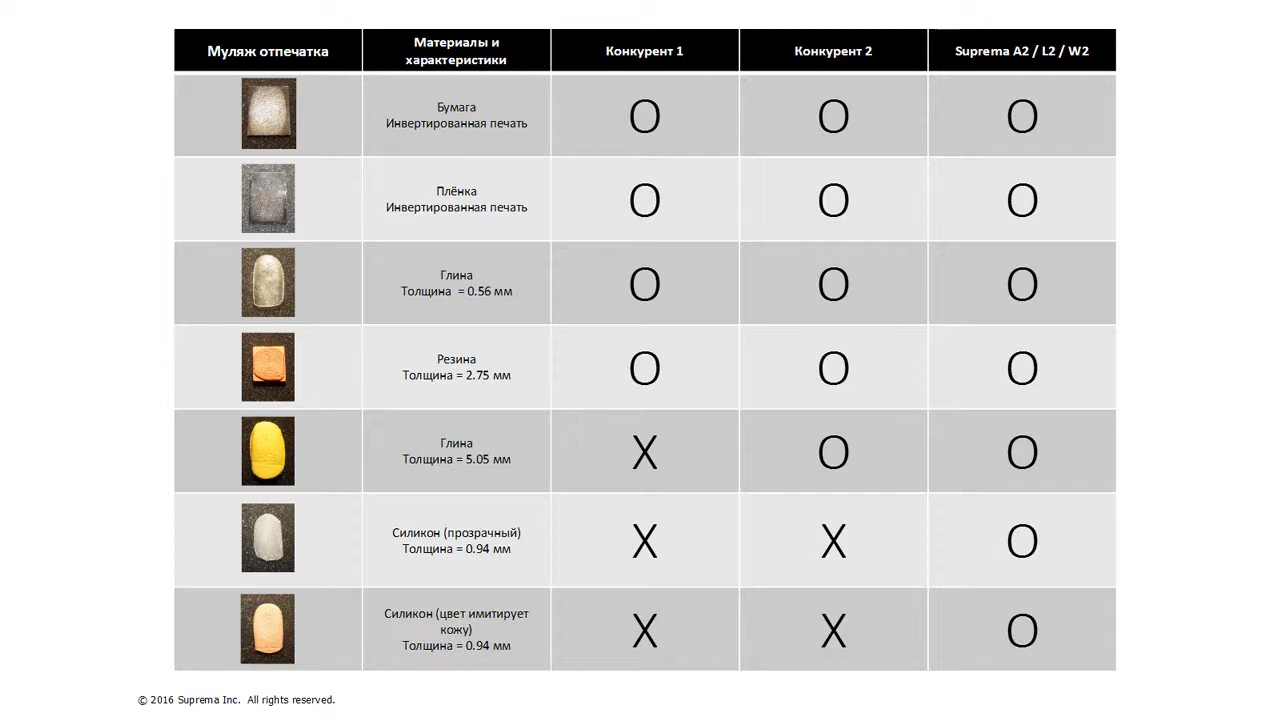 Муляж отпечатка
Материалы и
характеристики
Конкурент 1
Конкурент 2
Suprema A2 / L2 / W2
Бумага
Инвертированная печать
O
O
O
Плёнка
Инвертированная печать
O
O
O
Глина
Толщина = 0.56 мм
O
O
O
Резина
Толщина = 2.75 мм
O
O
O
Глина
Толщина = 5.05 мм
X
O
O
Силикон (прозрачный)
Толщина = 0.94 мм
X
X
O
Силикон (цвет имитирует
кожу)
Толщина = 0.94 мм
X
X
O
© 2016 Suprema Inc. All rights reserved.